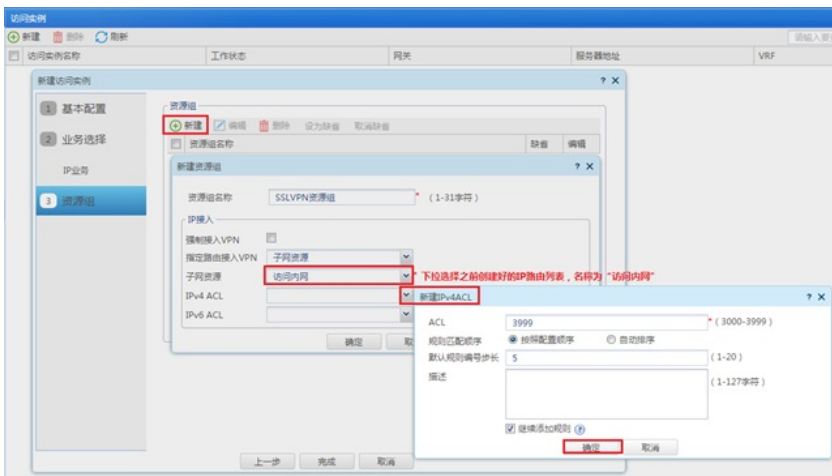 访问实例
新建 删除 刷新
访问实例名称 工作状态 网关 服务器地址 VRF
新建访问实例 ? X
1 基本配置
2 业务选择
IP业务
3 资源组
资源组
新建 编辑 删除 设为缺省 取消缺省
资源组名称 缺省 编辑
新建资源组 ? X
资源组名称 SSLVPN资源组 * (1-31字符)
IP接入
强制接入VPN
指定路由接入VPN 子网资源
子网资源 访问内网 * 下拉选择之前创建好的IP路由列表，名称为“访问内网”
IPv4 ACL
IPv6 ACL
确定
新建IPv4ACL ? X
ACL 3999 * (3000-3999)
规则匹配顺序 按照配置顺序 自动排序
默认规则编号步长 5 (1-20)
描述 (1-127字符)
继续添加规则 ?
确定 取消
上一步 完成 取消